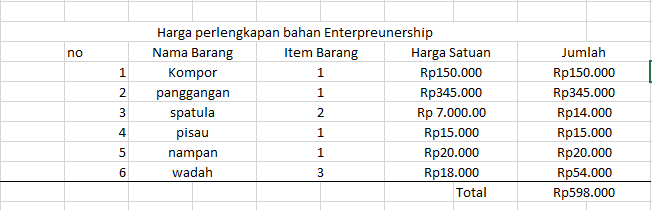 Harga perlengkapan bahan Enterpreunership
no Nama Barang Item Barang Harga Satuan Jumlah
1 Kompor 1 Rp150.000 Rp150.000
2 panggangan 1 Rp345.000 Rp345.000
3 spatula 2 Rp 7.000.00 Rp14.000
4 pisau 1 Rp15.000 Rp15.000
5 nampan 1 Rp20.000 Rp20.000
6 wadah 3 Rp18.000 Rp54.000
Total Rp598.000